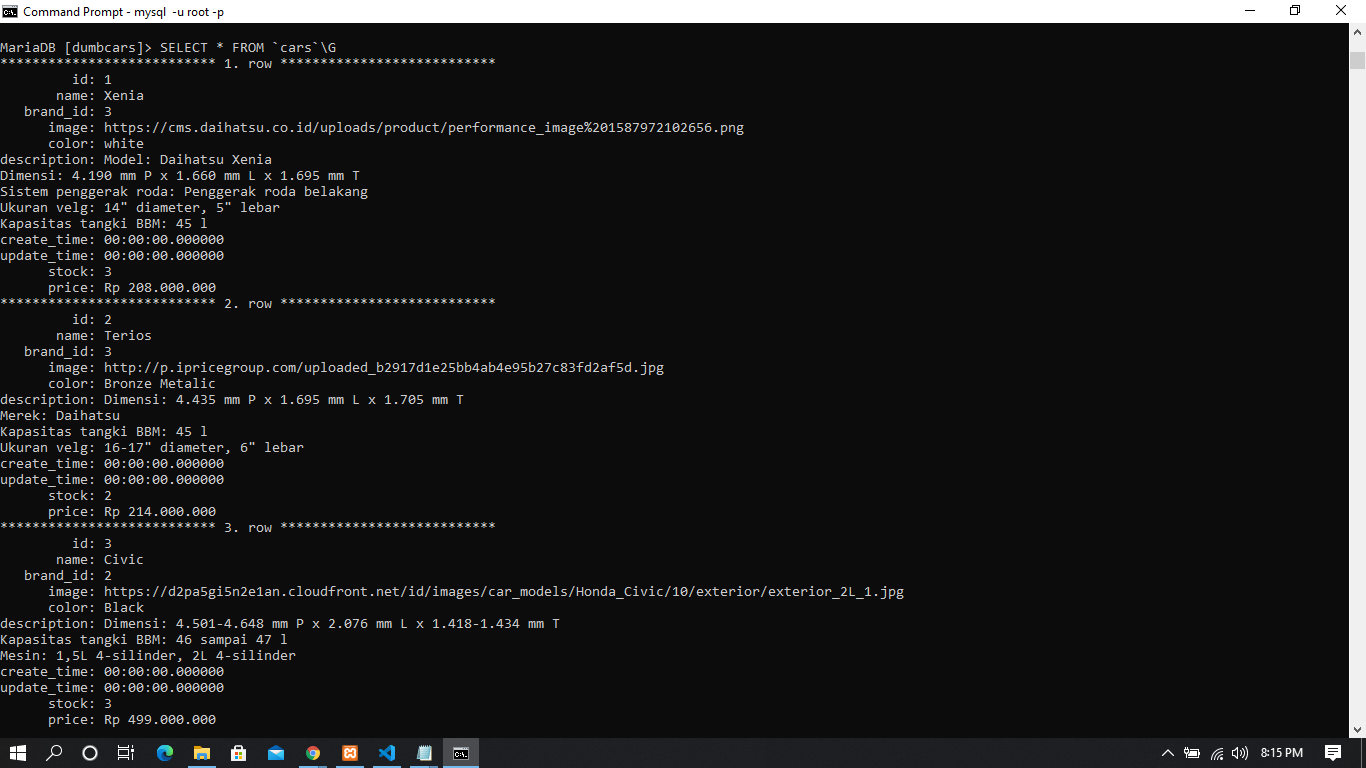 Command Prompt - mysql  -u root -p
MariaDB [dumbcars]> SELECT * FROM `cars`\G
*************************** 1. row ***************************
         id: 1
       name: Xenia
   brand_id: 3
      image: https://cms.daihatsu.co.id/uploads/product/performance_image%201587972102656.png
      color: white
description: Model: Daihatsu Xenia
Dimensi: 4.190 mm P x 1.660 mm L x 1.695 mm T
Sistem penggerak roda: Penggerak roda belakang
Ukuran velg: 14" diameter, 5" lebar
Kapasitas tangki BBM: 45 l
create_time: 00:00:00.000000
update_time: 00:00:00.000000
      stock: 3
      price: Rp 208.000.000
*************************** 2. row ***************************
         id: 2
       name: Terios
   brand_id: 3
      image: http://p.ipricegroup.com/uploaded_b2917d1e25bb4ab4e95b27c83fd2af5d.jpg
      color: Bronze Metalic
description: Dimensi: 4.435 mm P x 1.695 mm L x 1.705 mm T
Merek: Daihatsu
Kapasitas tangki BBM: 45 l
Ukuran velg: 16-17" diameter, 6" lebar
create_time: 00:00:00.000000
update_time: 00:00:00.000000
      stock: 2
      price: Rp 214.000.000
*************************** 3. row ***************************
         id: 3
       name: Civic
   brand_id: 2
      image: https://d2pa5gi5n2e1an.cloudfront.net/id/images/car_models/Honda_Civic/10/exterior/exterior_2L_1.jpg
      color: Black
description: Dimensi: 4.501-4.648 mm P x 2.076 mm L x 1.418-1.434 mm T
Kapasitas tangki BBM: 46 sampai 47 l
Mesin: 1,5L 4-silinder, 2L 4-silinder
create_time: 00:00:00.000000
update_time: 00:00:00.000000
      stock: 3
      price: Rp 499.000.000
8:15 PM